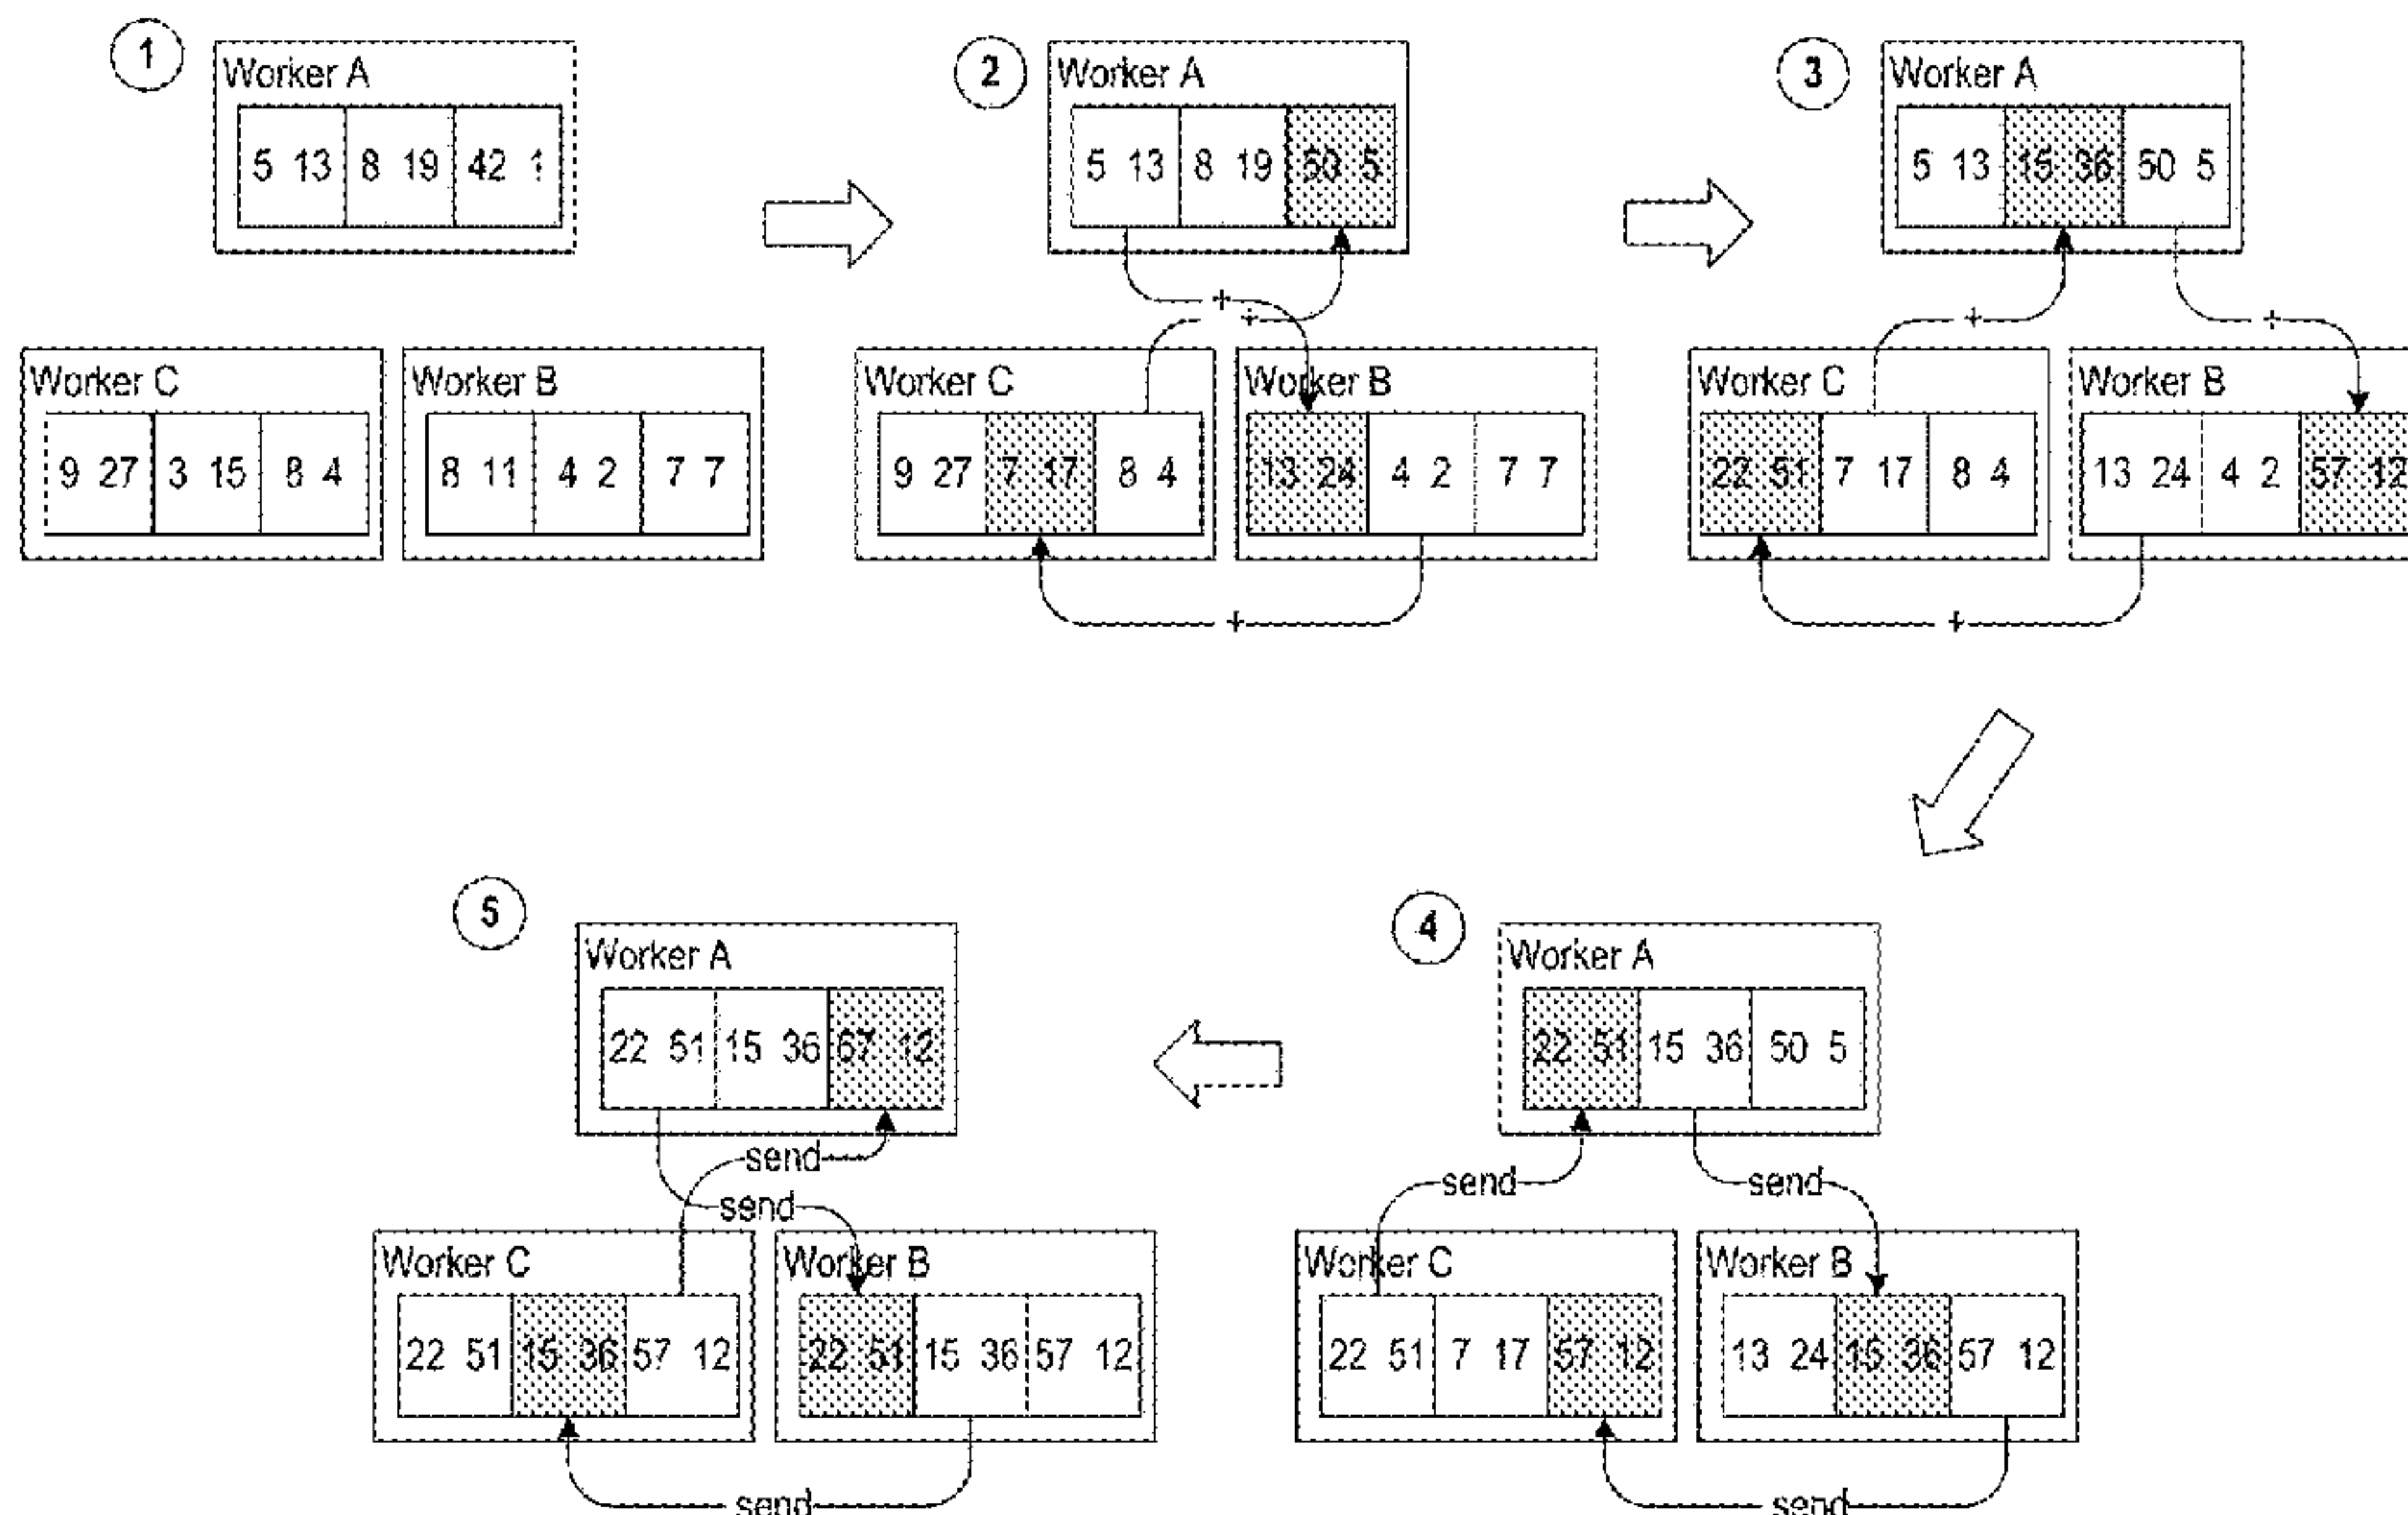 1
Worker A
5 13 8 19 42 1
Worker C
9 27 3 15 8 4
Worker B
8 11 4 2 7 7
2
Worker A
5 13 8 19 50 5
+
+
Worker C
9 27 7 17 8 4
Worker B
13 24 4 2 7 7
+
3
Worker A
5 13 15 36 50 5
+
+
Worker C
22 51 7 17 8 4
Worker B
13 24 4 2 57 12
+
4
Worker A
22 51 15 36 50 5
send
send
Worker C
22 51 7 17 57 12
Worker B
13 24 15 36 57 12
send
5
Worker A
22 51 15 36 57 12
send
send
Worker C
22 51 15 36 57 12
Worker B
22 51 15 36 57 12
send